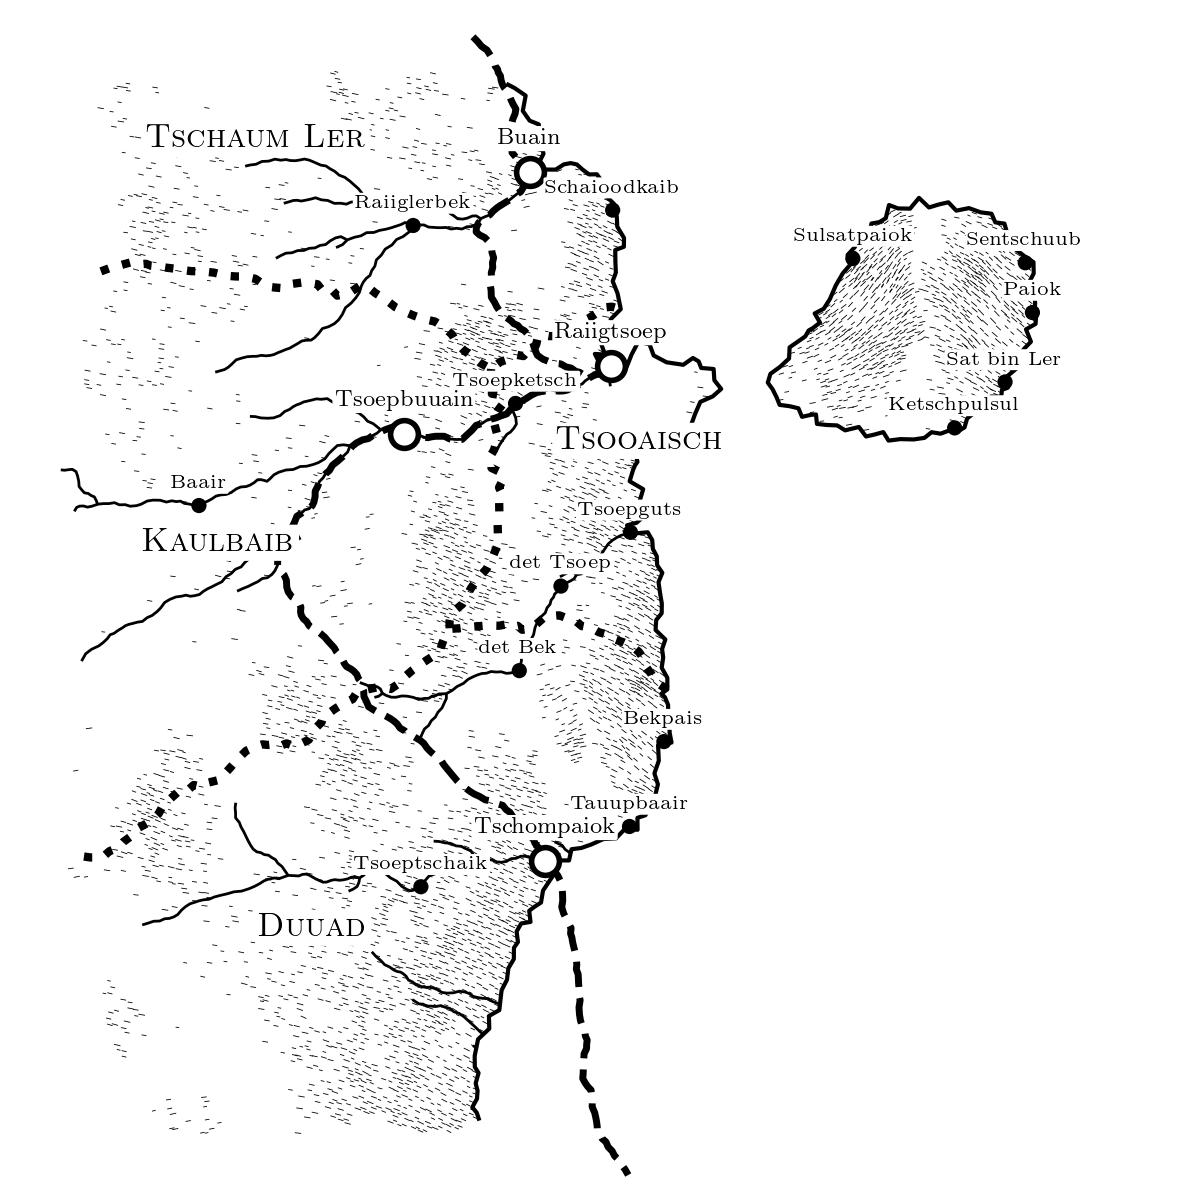 Tschaum Ler
Buain
Schaioodkaib
Raiiglerbek
Sulsatpaiok
Sentschuub
Paiok
Raiigtsoep
Sat bin Ler
Tsoepketsch
Tsoepbuuain
Ketschpulsul
Tsooaisch
Baair
Tsoepguts
Kaulbaib
det Tsoep
det Bek
Bekpais
Tauupbaair
Tschompaiok
Tsoeptschaik
Duuad